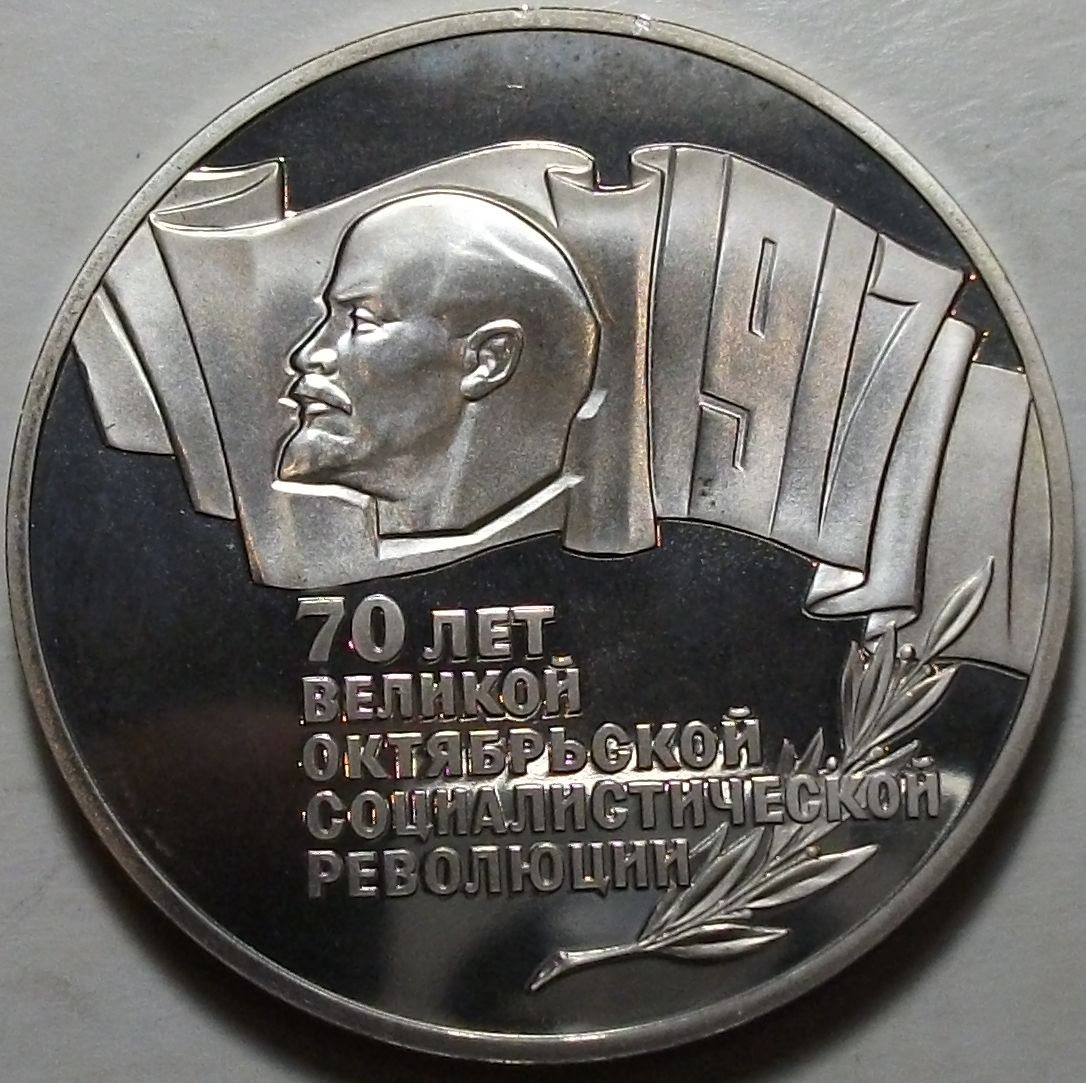 1917
70 ЛЕТ
ВЕЛИКОЙ
ОКТЯБРЬСКОЙ
СОЦИАЛИСТИЧЕСКОЙ
РЕВОЛЮЦИИ